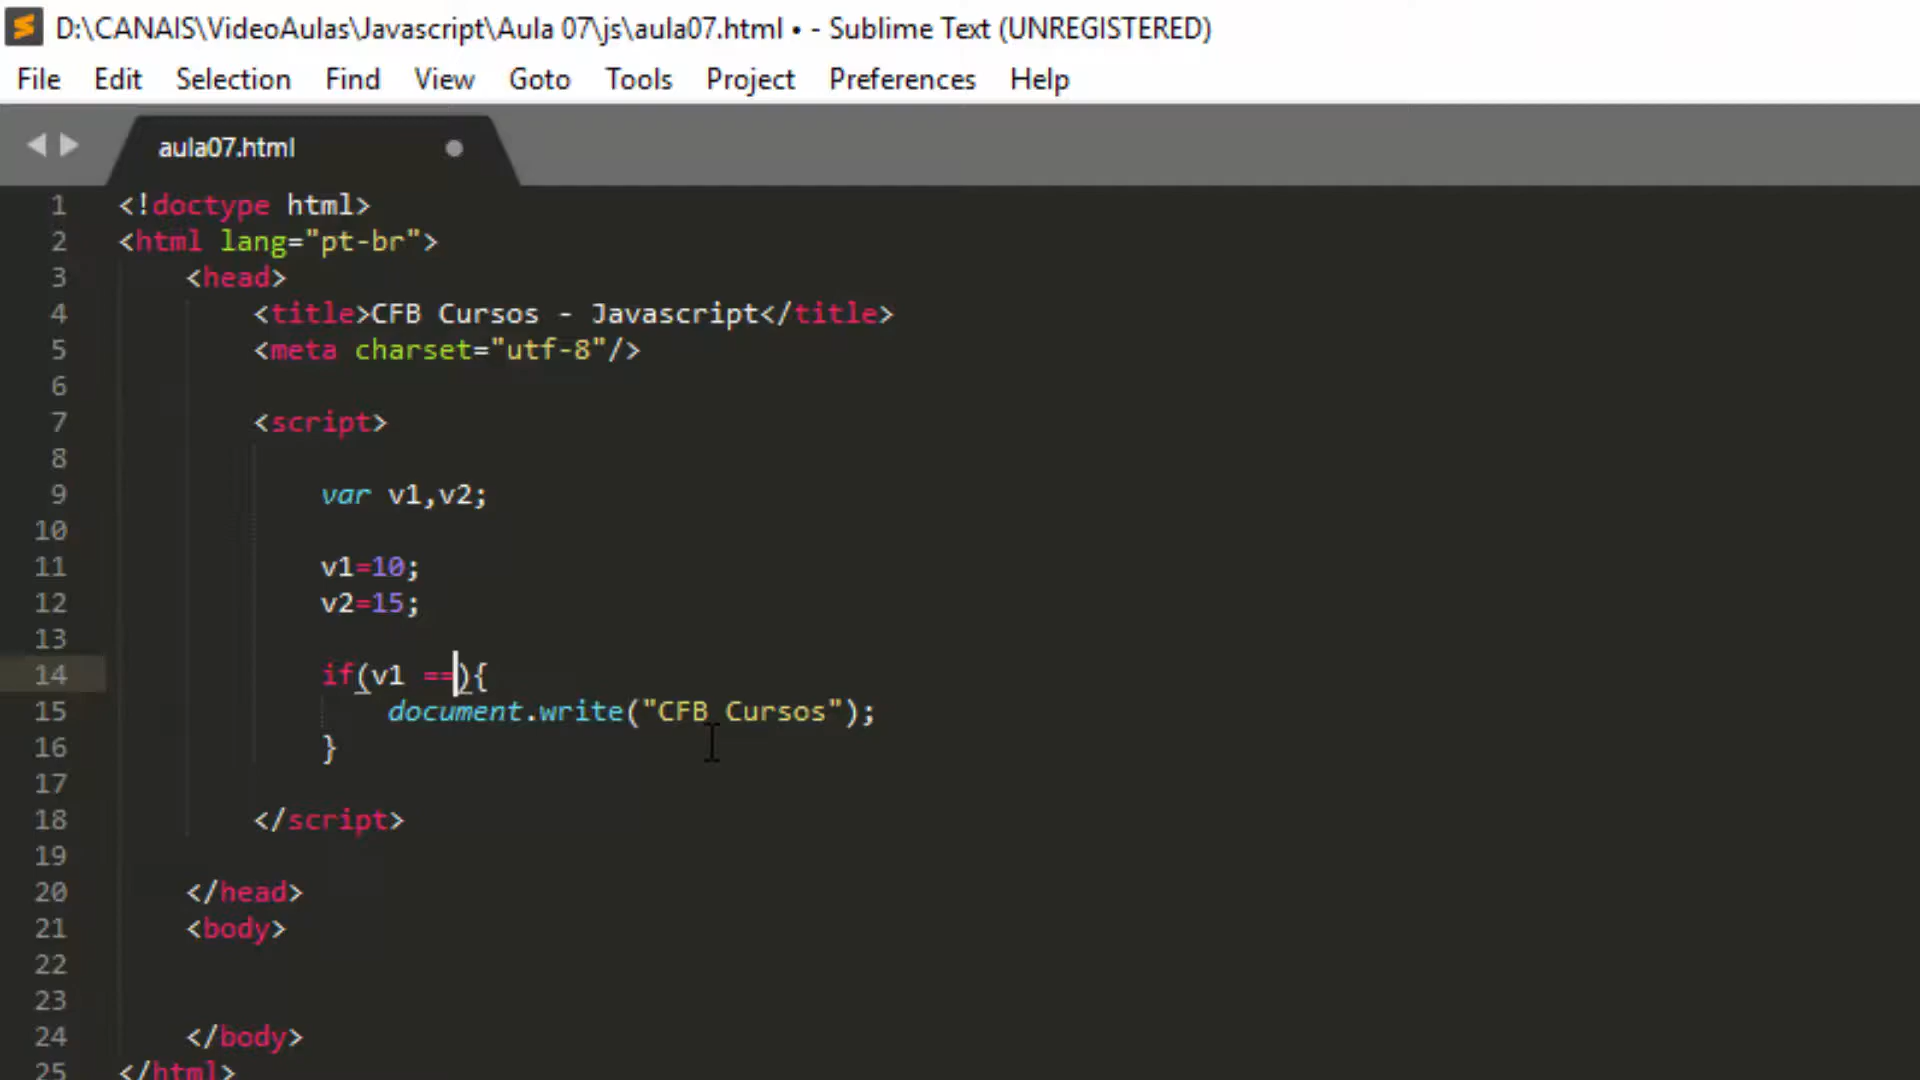 D:\CANAIS\VideoAulas\Javascript\Aula 07\js\aula07.html • - Sublime Text (UNREGISTERED)
File Edit Selection Find View Goto Tools Project Preferences Help
aula07.html
1 <!doctype html>
2 <html lang="pt-br">
3 <head>
4 <title>CFB Cursos - Javascript</title>
5 <meta charset="utf-8"/>
6
7 <script>
8
9 var v1,v2;
10
11 v1=10;
12 v2=15;
13
14 if(v1 ==){
15 document.write("CFB Cursos");
16 }
17
18 </script>
19
20 </head>
21 <body>
22
23
24 </body>
25 </html>